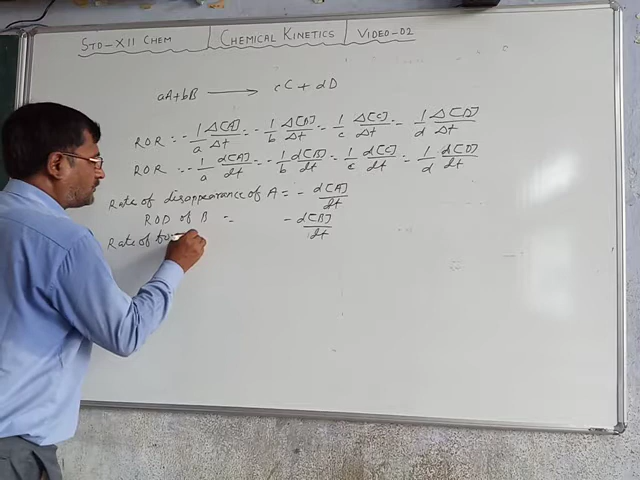 STD-XII CHEM | CHEMICAL KINETICS | VIDEO-02
aA+bB ⟶ cC + dD
ROR = - 1/a Δ[A]/Δt = - 1/b Δ[B]/Δt = 1/c Δ[C]/Δt = 1/d Δ[D]/Δt
ROR = - 1/a d[A]/dt = - 1/b d[B]/dt = 1/c d[C]/dt = 1/d d[D]/dt
Rate of disappearance of A = - d[A]/dt
ROD of B = - d[B]/dt
Rate of fo